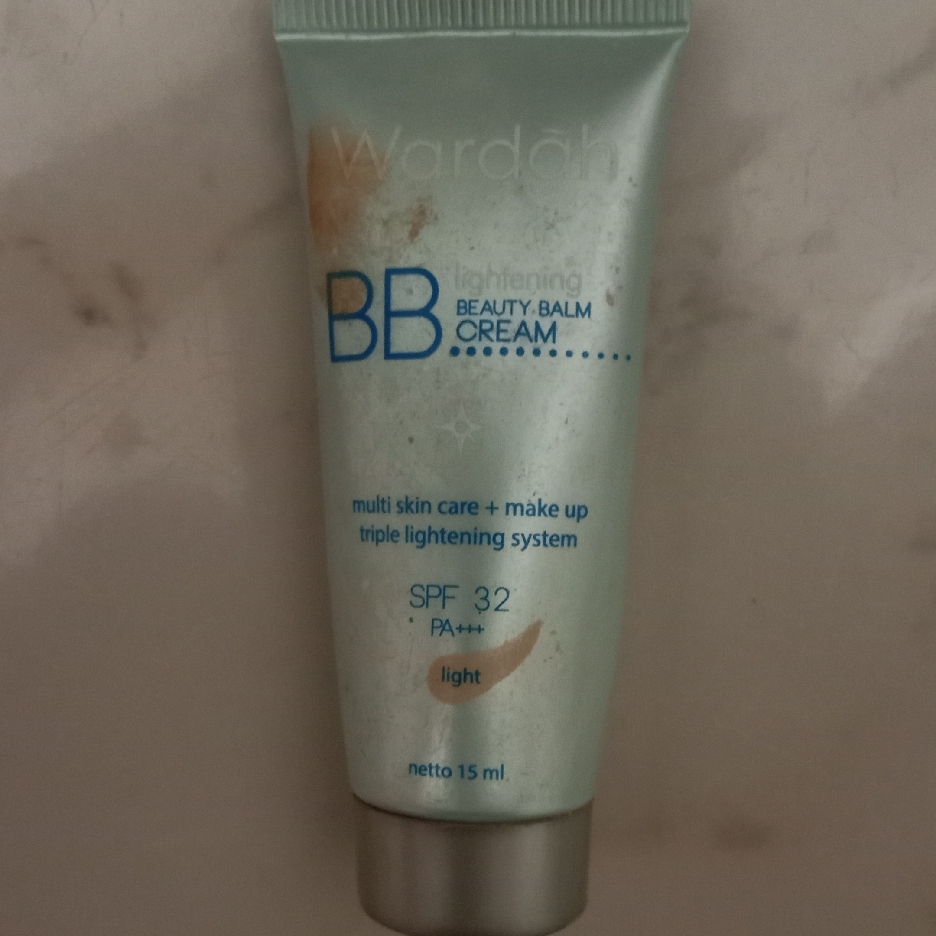 Wardāh
BB lightening
BEAUTY BALM
CREAM
multi skin care + make up
triple lightening system
SPF 32
PA+++
light
netto 15 ml